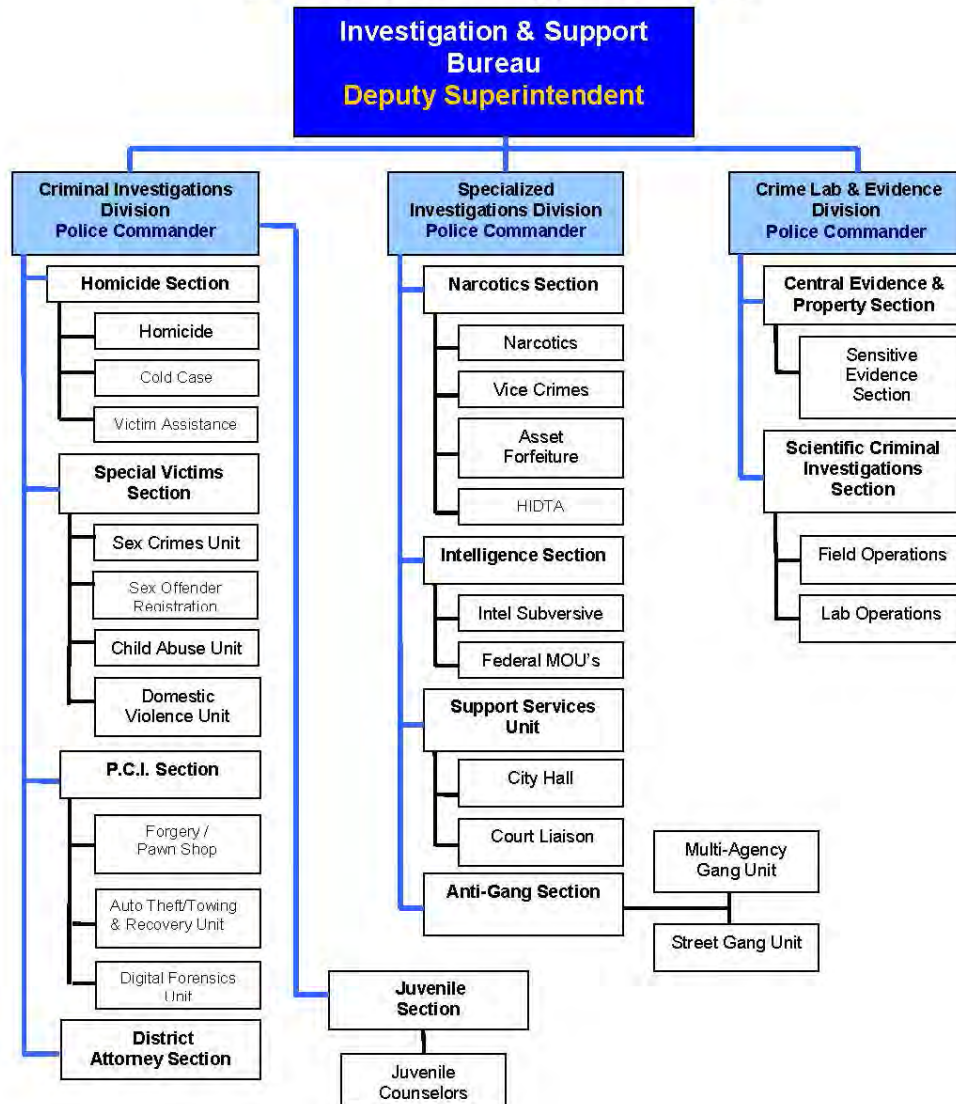 Investigation & Support
Bureau
Deputy Superintendent
Criminal Investigations
Division
Police Commander
Homicide Section
Homicide
Cold Case
Victim Assistance
Special Victims
Section
Sex Crimes Unit
Sex Offender
Registration
Child Abuse Unit
Domestic
Violence Unit
P.C.I. Section
Forgery /
Pawn Shop
Auto Theft/Towing
& Recovery Unit
Digital Forensics
Unit
District
Attorney Section
Juvenile
Section
Juvenile
Counselors
Specialized
Investigations Division
Police Commander
Narcotics Section
Narcotics
Vice Crimes
Asset
Forfeiture
HIDTA
Intelligence Section
Intel Subversive
Federal MOU's
Support Services
Unit
City Hall
Court Liaison
Anti-Gang Section
Multi-Agency
Gang Unit
Street Gang Unit
Crime Lab & Evidence
Division
Police Commander
Central Evidence &
Property Section
Sensitive
Evidence
Section
Scientific Criminal
Investigations
Section
Field Operations
Lab Operations